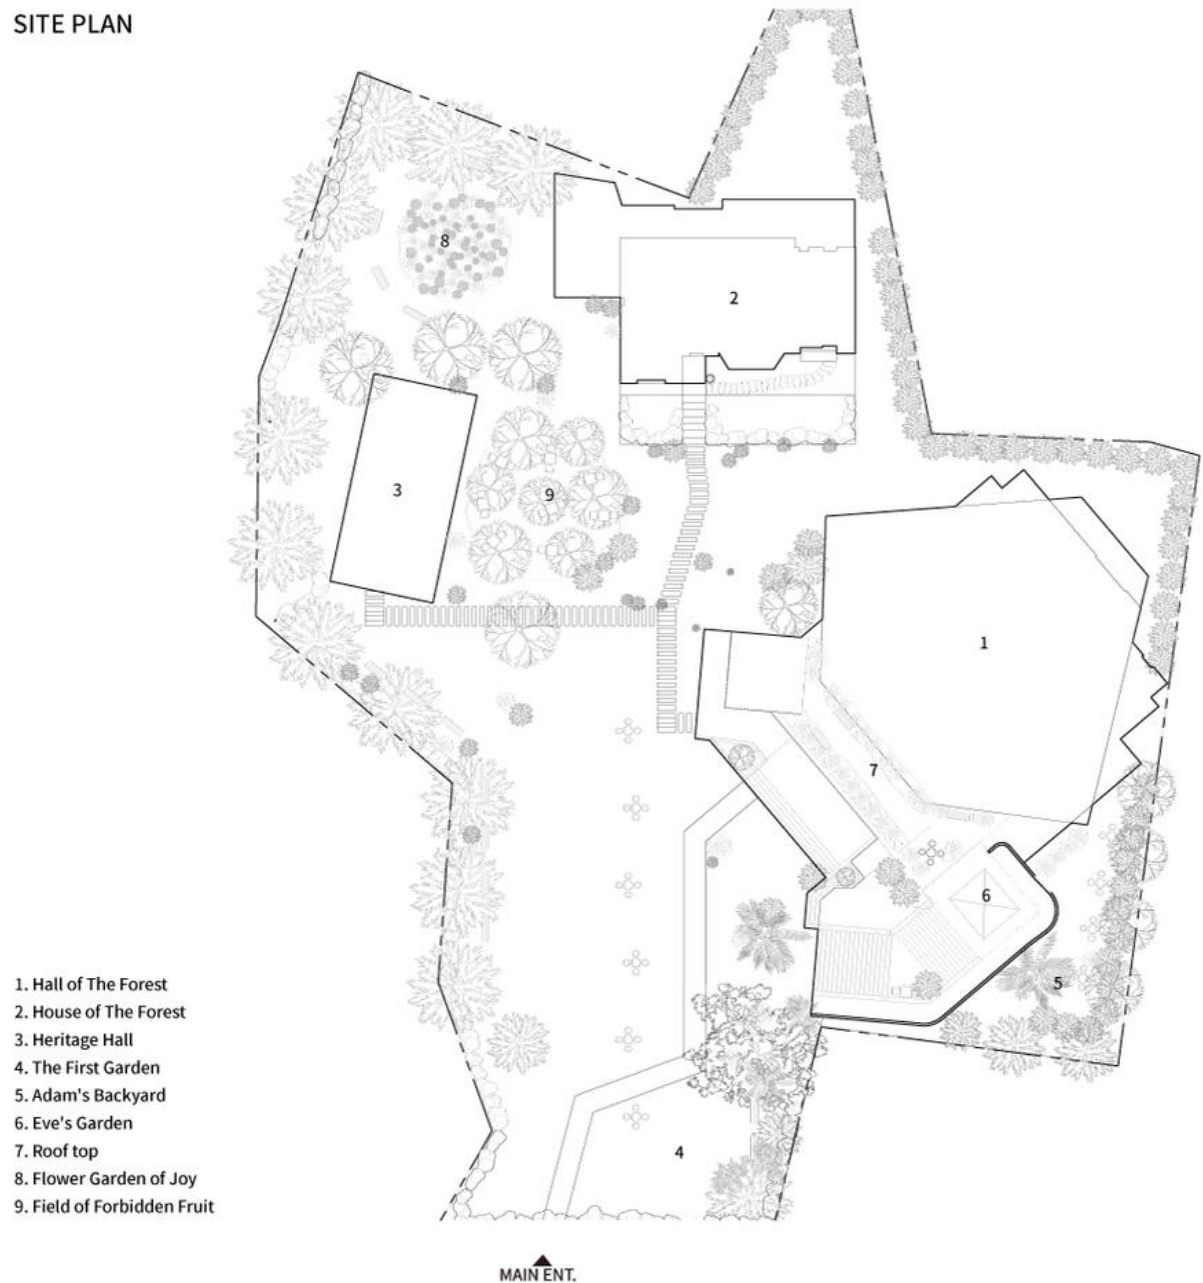 SITE PLAN
8
2
3
9
1
7
6
5
4
1. Hall of The Forest
2. House of The Forest
3. Heritage Hall
4. The First Garden
5. Adam's Backyard
6. Eve's Garden
7. Roof top
8. Flower Garden of Joy
9. Field of Forbidden Fruit
MAIN ENT.